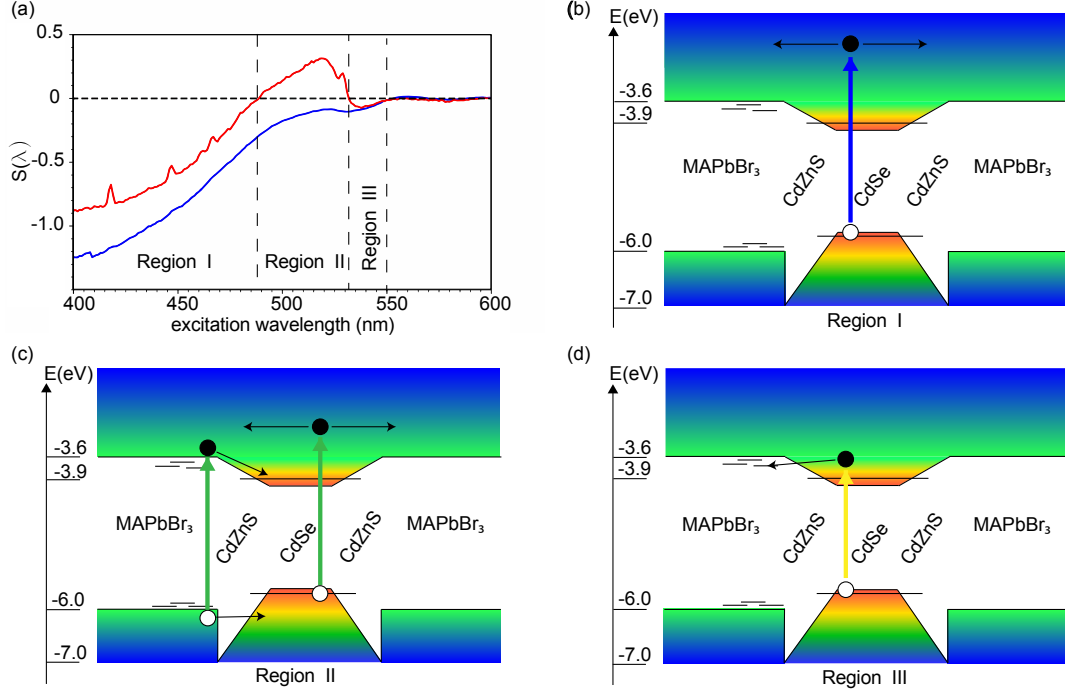 (a)
0.5
0
-0.5
-1.0
S(λ)
Region I
Region II
Region III
400
450
500
550
600
excitation wavelength (nm)
(b)
E(eV)
-3.6
-3.9
-6.0
-7.0
MAPbBr₃
CdZnS
CdSe
CdZnS
MAPbBr₃
Region I
(c)
E(eV)
-3.6
-3.9
-6.0
-7.0
MAPbBr₃
CdZnS
CdSe
CdZnS
MAPbBr₃
Region II
(d)
E(eV)
-3.6
-3.9
-6.0
-7.0
MAPbBr₃
CdZnS
CdSe
CdZnS
MAPbBr₃
Region III